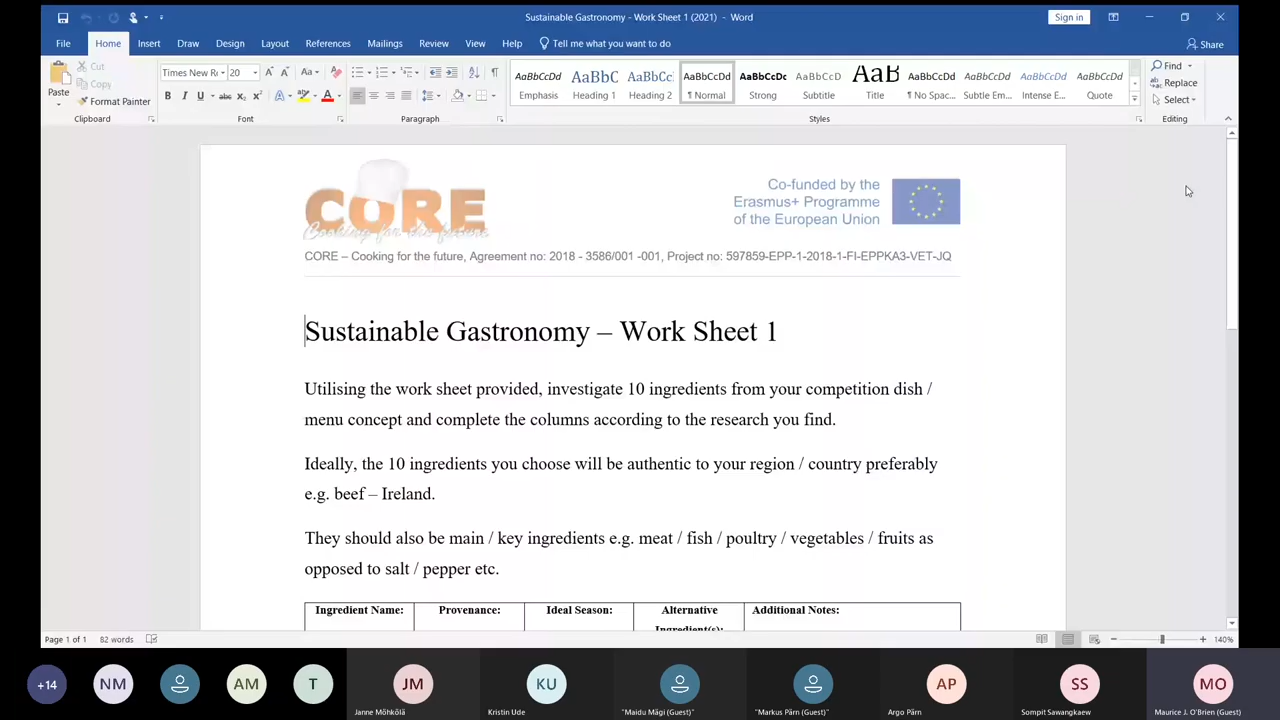 Sustainable Gastronomy - Work Sheet 1 (2021) - Word
Sign in
File Home Insert Draw Design Layout References Mailings Review View Help Tell me what you want to do
Share
Paste
Cut
Copy
Format Painter
Clipboard
Times New R
20
Aa
Font
Paragraph
AaBbCcDd AaBbC AaBbCc AaBbCcDd AaBbCcDc AaBbCcD AaB AaBbCcDd AaBbCcDd AaBbCcDd AaBbCcDd
Emphasis Heading 1 Heading 2 ¶ Normal Strong Subtitle Title ¶ No Spac... Subtle Em... Intense E... Quote
Styles
Find
Replace
Select
Editing
CORE
Cooking for the future
Co-funded by the
Erasmus+ Programme
of the European Union
CORE – Cooking for the future, Agreement no: 2018 - 3586/001 -001, Project no: 597859-EPP-1-2018-1-FI-EPPKA3-VET-JQ
Sustainable Gastronomy – Work Sheet 1
Utilising the work sheet provided, investigate 10 ingredients from your competition dish /
menu concept and complete the columns according to the research you find.
Ideally, the 10 ingredients you choose will be authentic to your region / country preferably
e.g. beef – Ireland.
They should also be main / key ingredients e.g. meat / fish / poultry / vegetables / fruits as
opposed to salt / pepper etc.
Ingredient Name: Provenance: Ideal Season: Alternative Additional Notes:
Ingredient(s):
Page 1 of 1 82 words
140%
+14 NM AM T JM KU AP SS MO
Janne Möhkölä Kristin Ude "Maidu Mägi (Guest)" "Markus Pärn (Guest)" Argo Pärn Sompit Sawangkaew Maurice J. O'Brien (Guest)